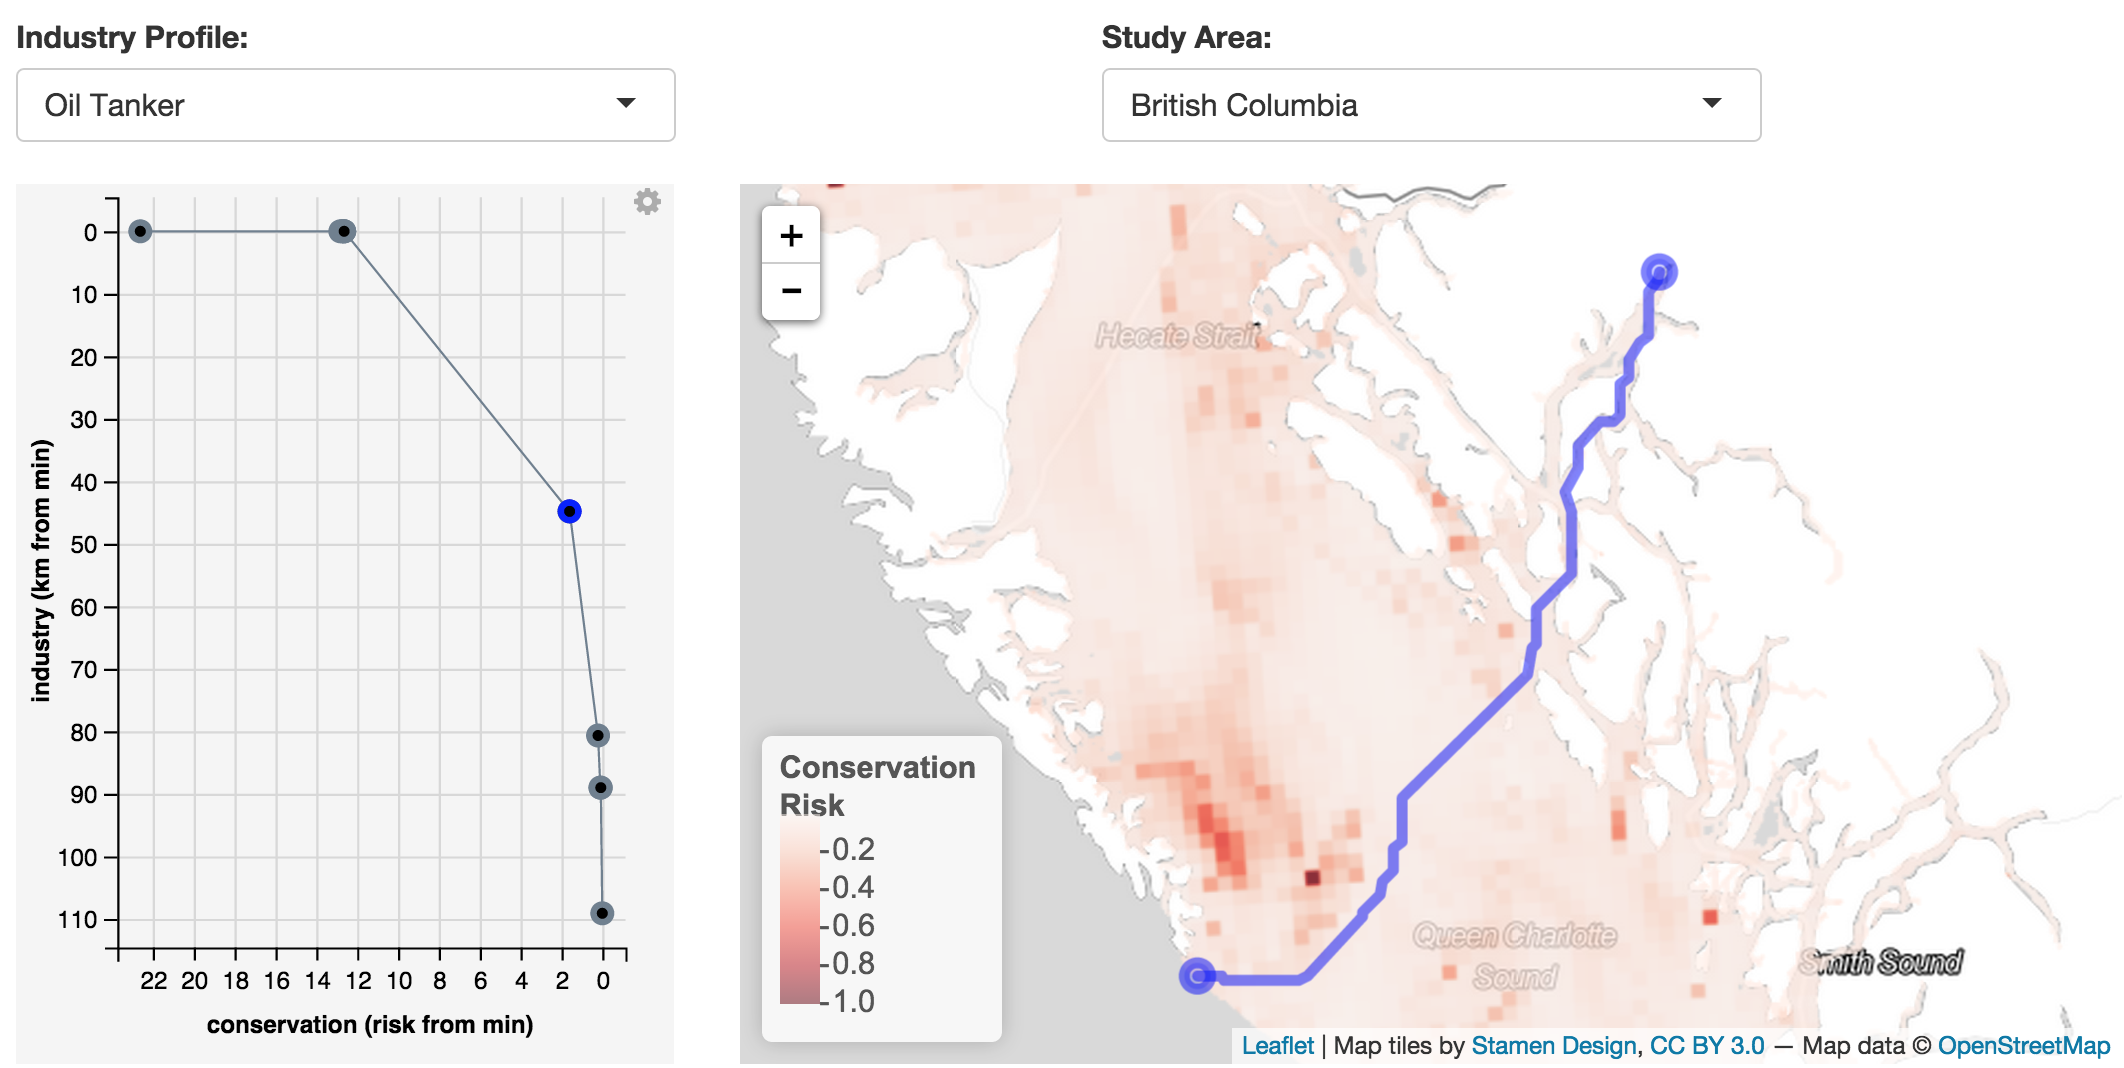 Industry Profile:
Study Area:
Oil Tanker
British Columbia
0
10
20
30
40
50
60
70
80
90
100
110
industry (km from min)
22 20 18 16 14 12 10 8 6 4 2 0
conservation (risk from min)
+
−
Hecate Strait
Conservation
Risk
0.2
0.4
0.6
0.8
1.0
Queen Charlotte
Sound
Smith Sound
Leaflet | Map tiles by Stamen Design, CC BY 3.0 — Map data © OpenStreetMap